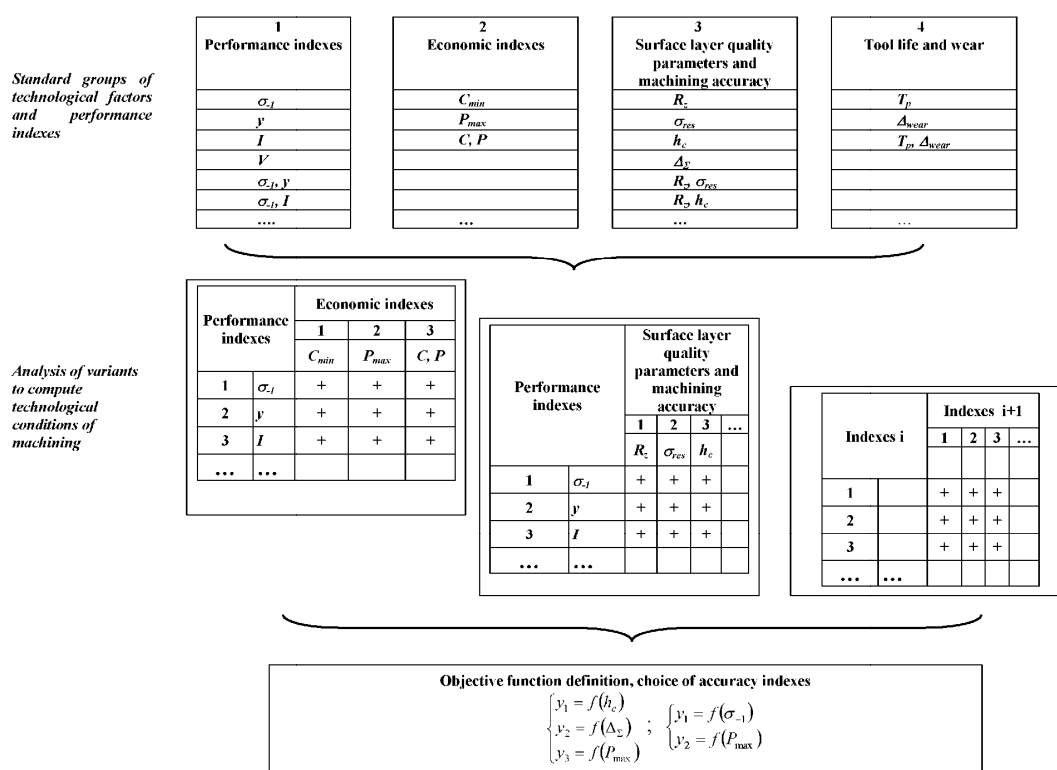 1
Performance indexes
σ-1
y
I
V
σ-1, y
σ-1, I
....
2
Economic indexes
Cmin
Pmax
C, P
...
3
Surface layer quality
parameters and
machining accuracy
Rz
σres
hc
ΔΣ
Rz, σres
Rz, hc
...
4
Tool life and wear
Tp
Δwear
Tp, Δwear
...
Standard groups of
technological factors
and performance
indexes
Analysis of variants
to compute
technological
conditions of
machining
Performance
indexes
Economic indexes
1 2 3
Cmin Pmax C, P
1 σ-1 + + +
2 y + + +
3 I + + +
... ...
Performance
indexes
Surface layer
quality
parameters and
machining
accuracy
1 2 3 ...
Rz σres hc
1 σ-1 + + +
2 y + + +
3 I + + +
... ...
Indexes i
Indexes i+1
1 2 3 ...
1 + + +
2 + + +
3 + + +
... ...
Objective function definition, choice of accuracy indexes
y1 = f(hc)
y2 = f(ΔΣ) ;
y3 = f(Pmax)
y1 = f(σ−1)
y2 = f(Pmax)